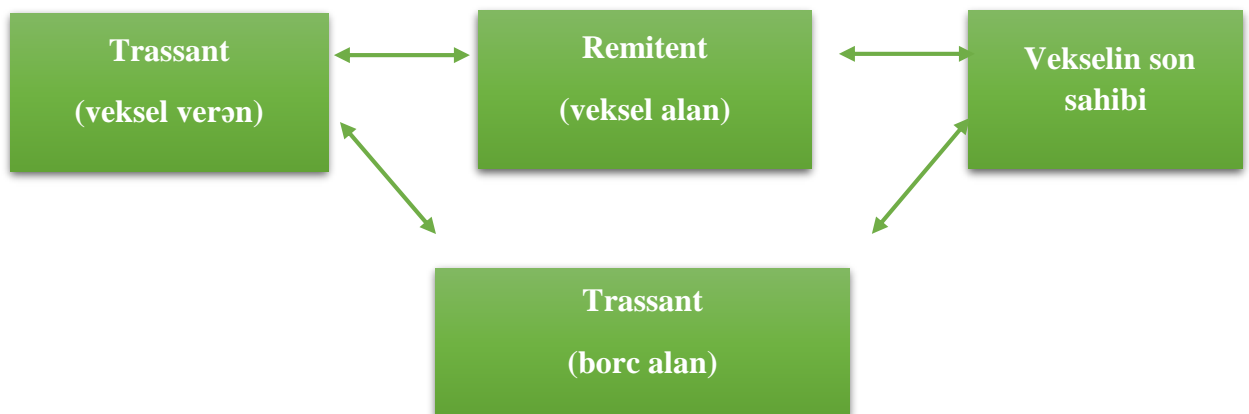 Trassant
(veksel verən)
Remitent
(veksel alan)
Vekselin son
sahibi
Trassant
(borc alan)